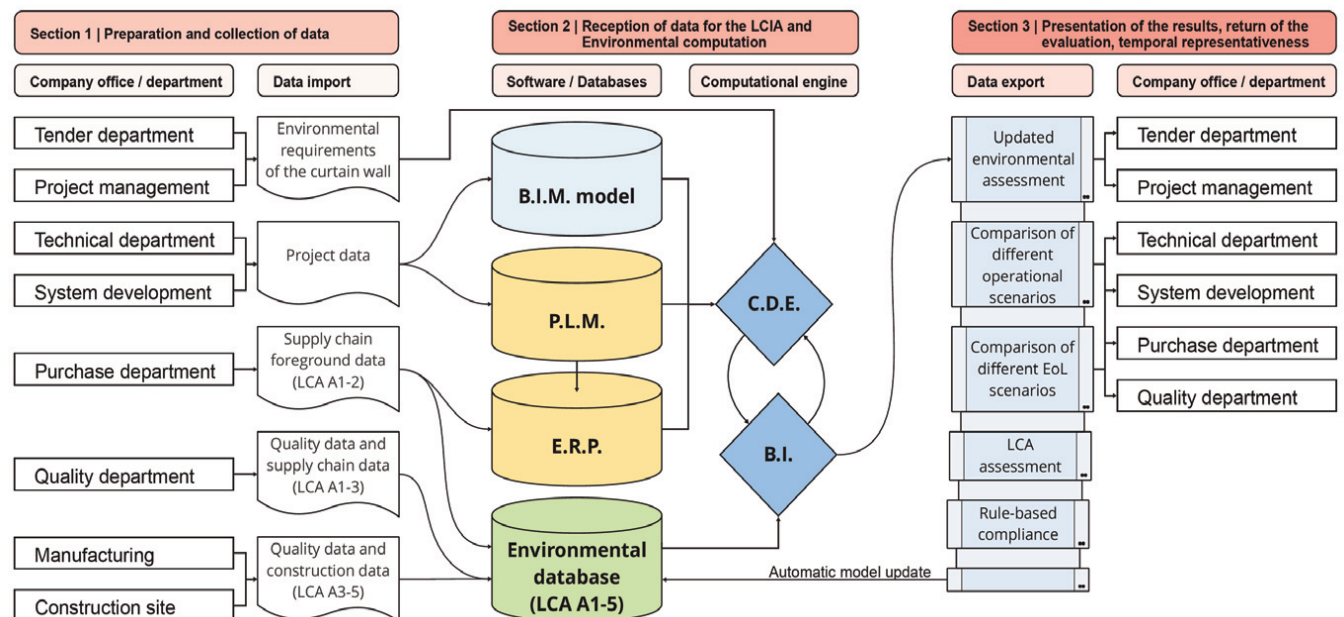 Section 1 | Preparation and collection of data
Section 2 | Reception of data for the LCIA and
Environmental computation
Section 3 | Presentation of the results, return of the
evaluation, temporal representativeness
Company office / department
Data import
Software / Databases
Computational engine
Data export
Company office / department
Tender department
Project management
Technical department
System development
Purchase department
Quality department
Manufacturing
Construction site
Environmental
requirements
of the curtain wall
Project data
Supply chain
foreground data
(LCA A1-2)
Quality data and
supply chain data
(LCA A1-3)
Quality data and
construction data
(LCA A3-5)
B.I.M. model
P.L.M.
E.R.P.
Environmental
database
(LCA A1-5)
C.D.E.
B.I.
Updated
environmental
assessment
Comparison of
different
operational
scenarios
Comparison of
different EoL
scenarios
LCA
assessment
Rule-based
compliance
Automatic model update
Tender department
Project management
Technical department
System development
Purchase department
Quality department